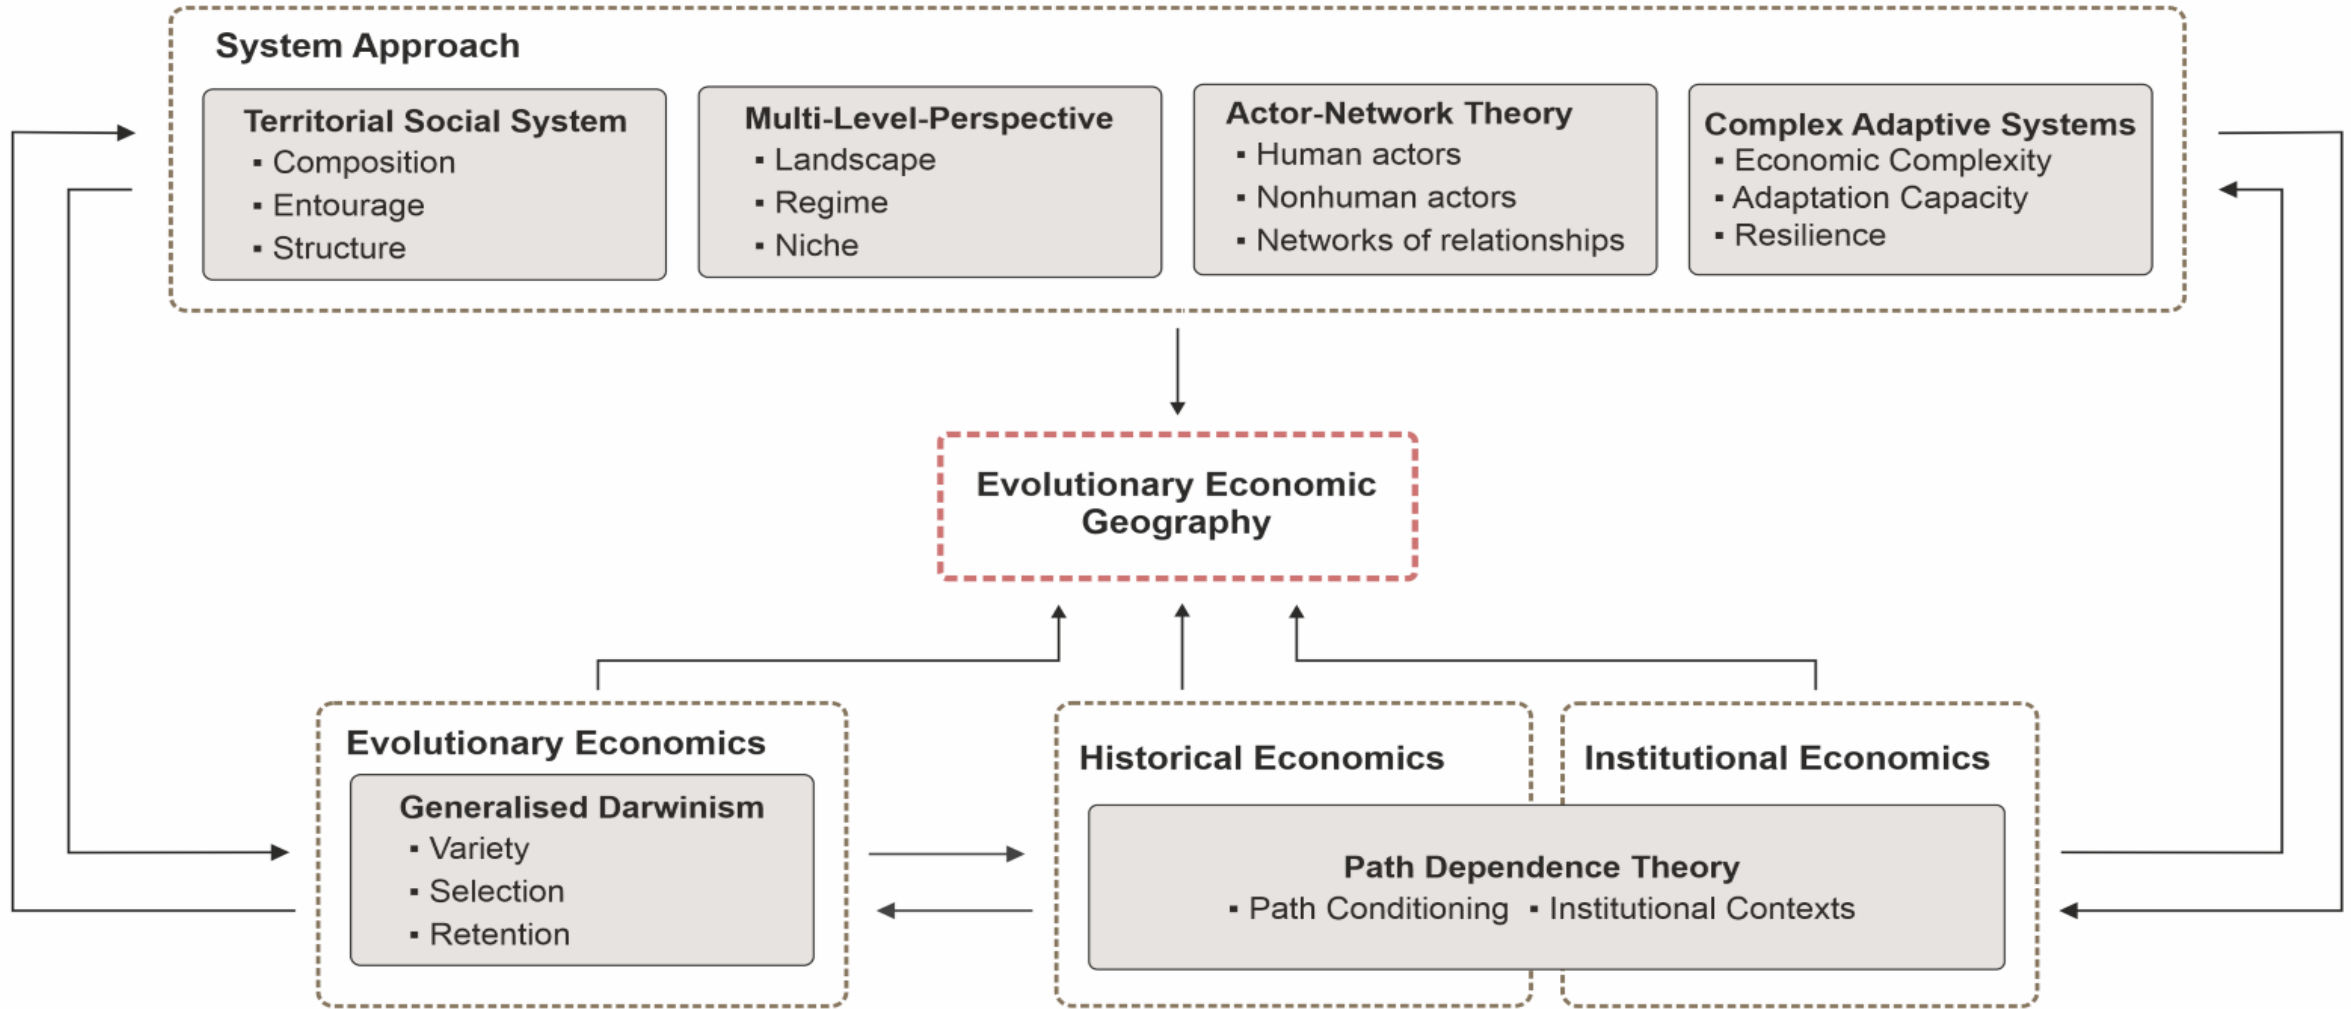 System Approach
Territorial Social System
▪ Composition
▪ Entourage
▪ Structure
Multi-Level-Perspective
▪ Landscape
▪ Regime
▪ Niche
Actor-Network Theory
▪ Human actors
▪ Nonhuman actors
▪ Networks of relationships
Complex Adaptive Systems
▪ Economic Complexity
▪ Adaptation Capacity
▪ Resilience
Evolutionary Economic
Geography
Evolutionary Economics
Generalised Darwinism
▪ Variety
▪ Selection
▪ Retention
Historical Economics
Institutional Economics
Path Dependence Theory
▪ Path Conditioning ▪ Institutional Contexts